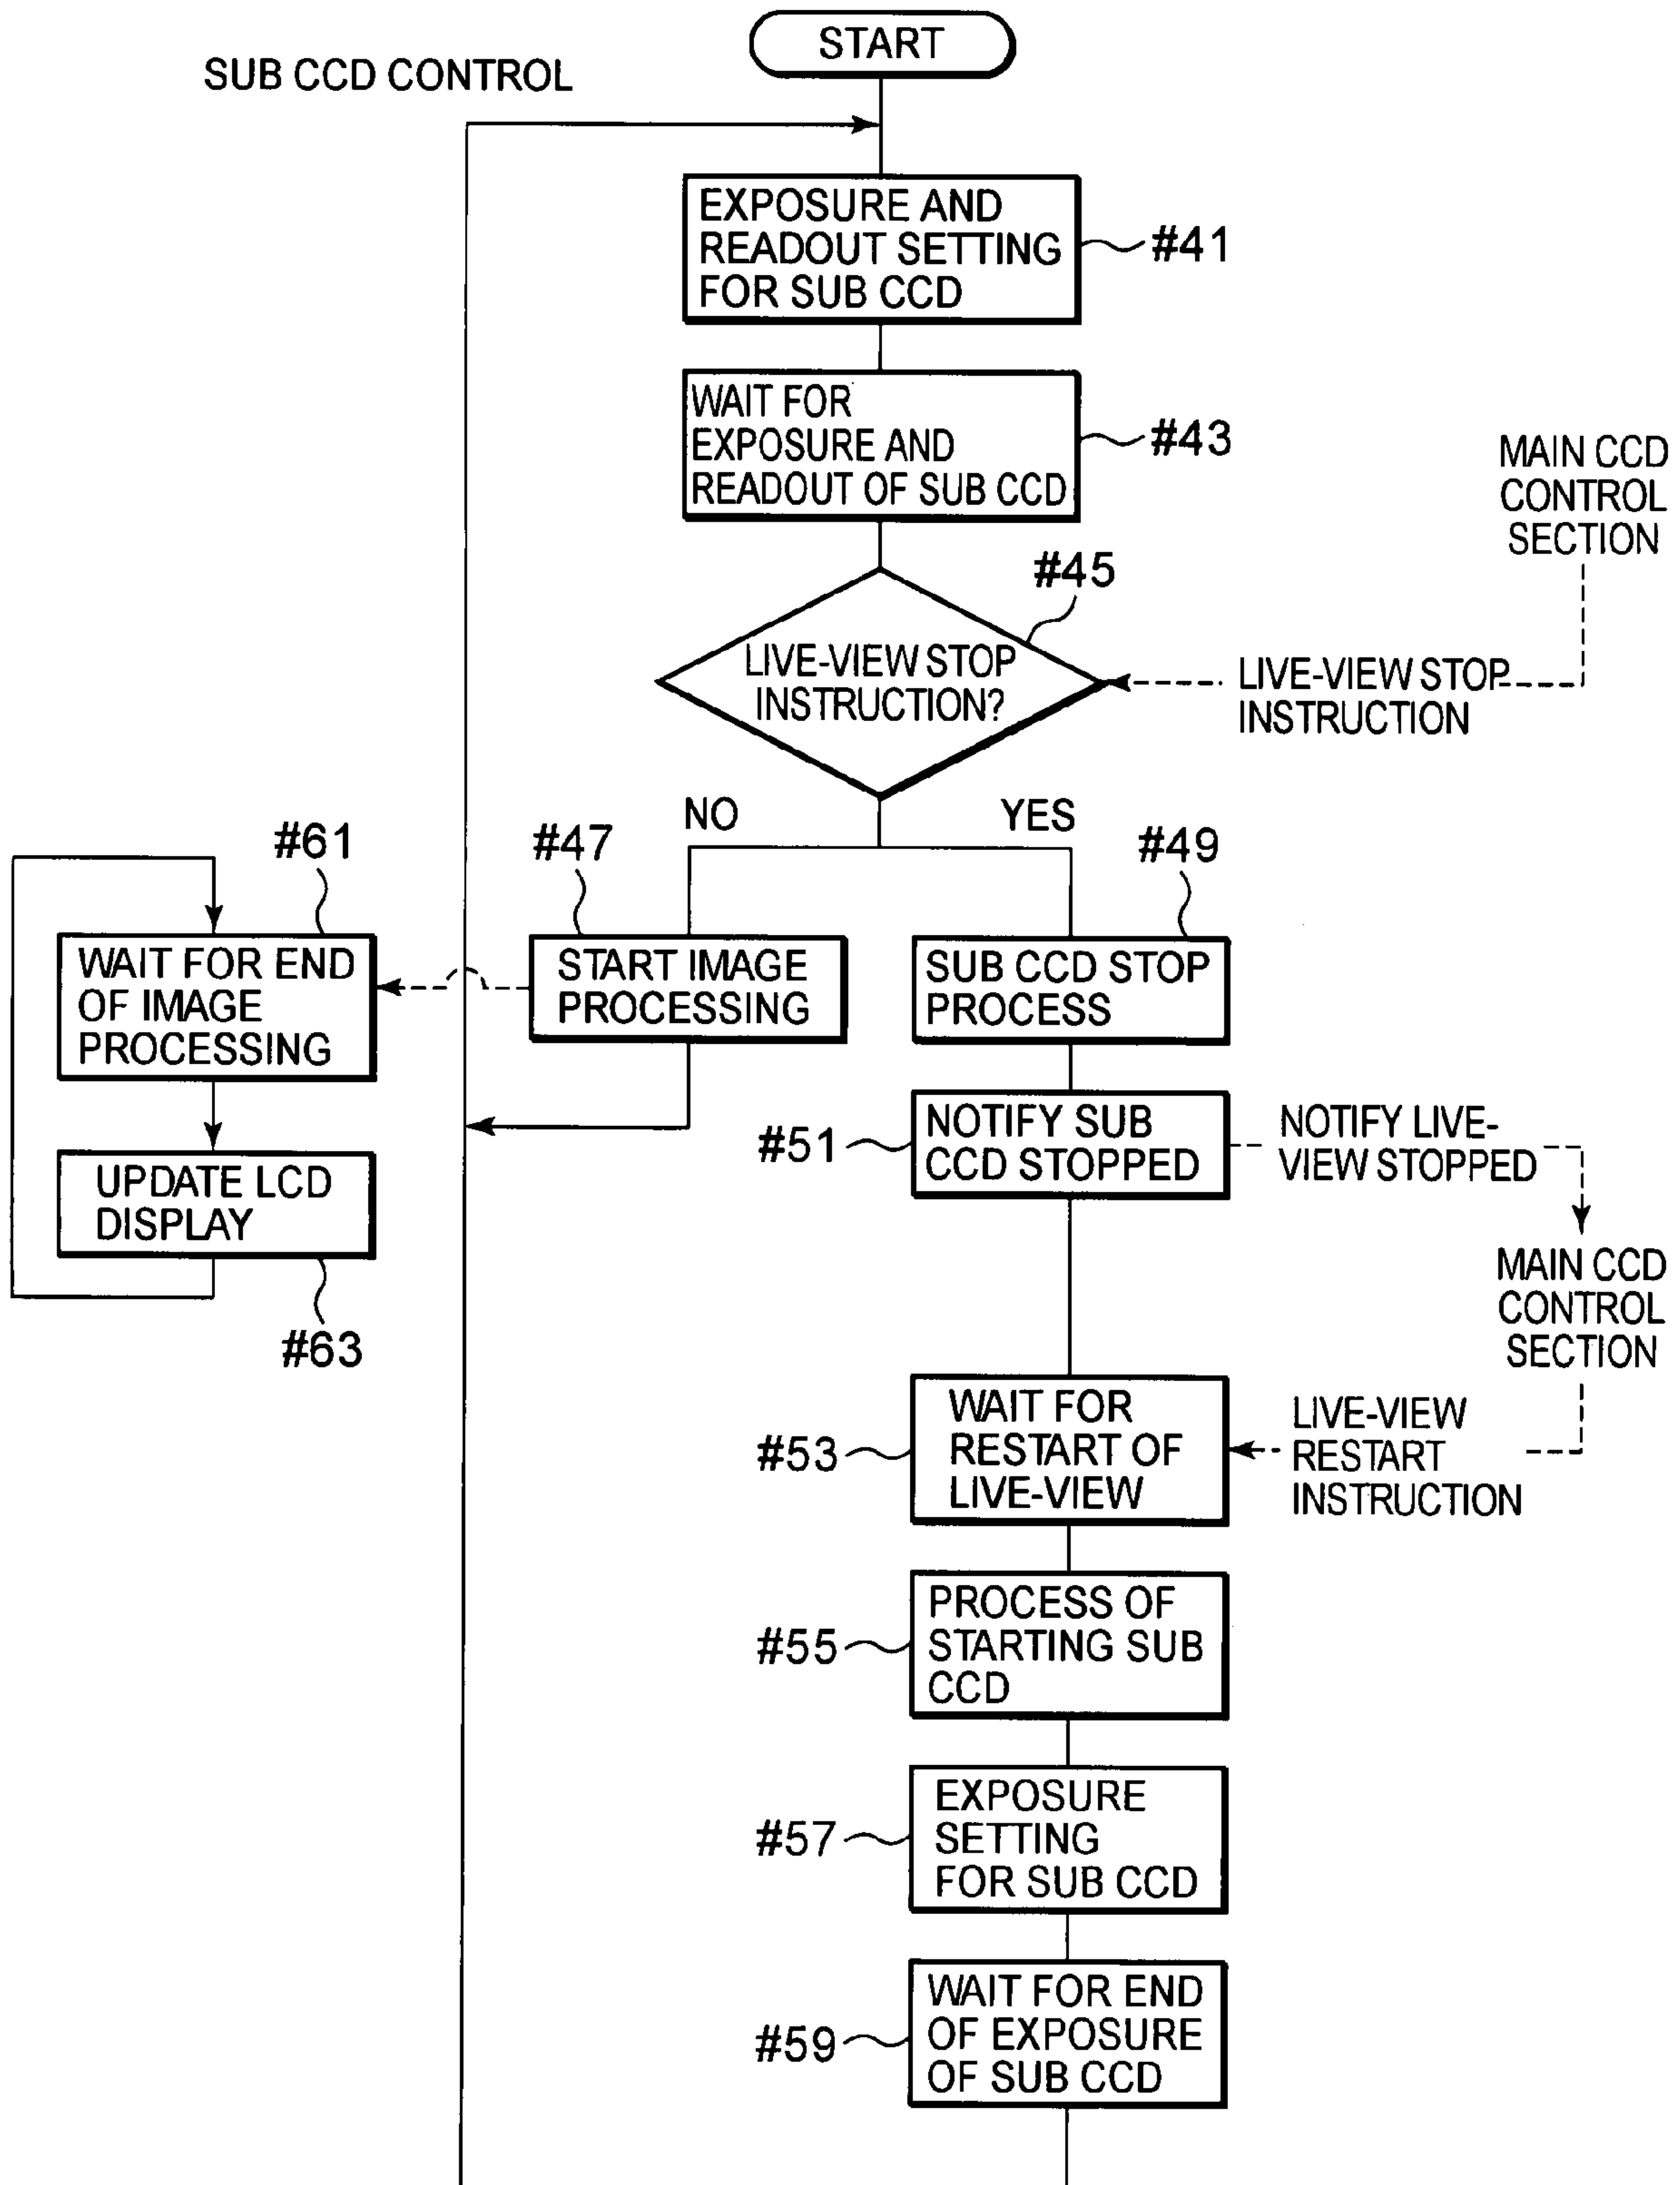 START
SUB CCD CONTROL
EXPOSURE AND
READOUT SETTING
FOR SUB CCD
#41
WAIT FOR
EXPOSURE AND
READOUT OF SUB CCD
#43
MAIN CCD
CONTROL
SECTION
#45
LIVE-VIEW STOP
INSTRUCTION?
LIVE-VIEW STOP
INSTRUCTION
NO
YES
#61
#47
#49
WAIT FOR END
OF IMAGE
PROCESSING
START IMAGE
PROCESSING
SUB CCD STOP
PROCESS
#51
NOTIFY SUB
CCD STOPPED
NOTIFY LIVE-
VIEW STOPPED
UPDATE LCD
DISPLAY
#63
MAIN CCD
CONTROL
SECTION
#53
WAIT FOR
RESTART OF
LIVE-VIEW
LIVE-VIEW
RESTART
INSTRUCTION
#55
PROCESS OF
STARTING SUB
CCD
#57
EXPOSURE
SETTING
FOR SUB CCD
#59
WAIT FOR END
OF EXPOSURE
OF SUB CCD